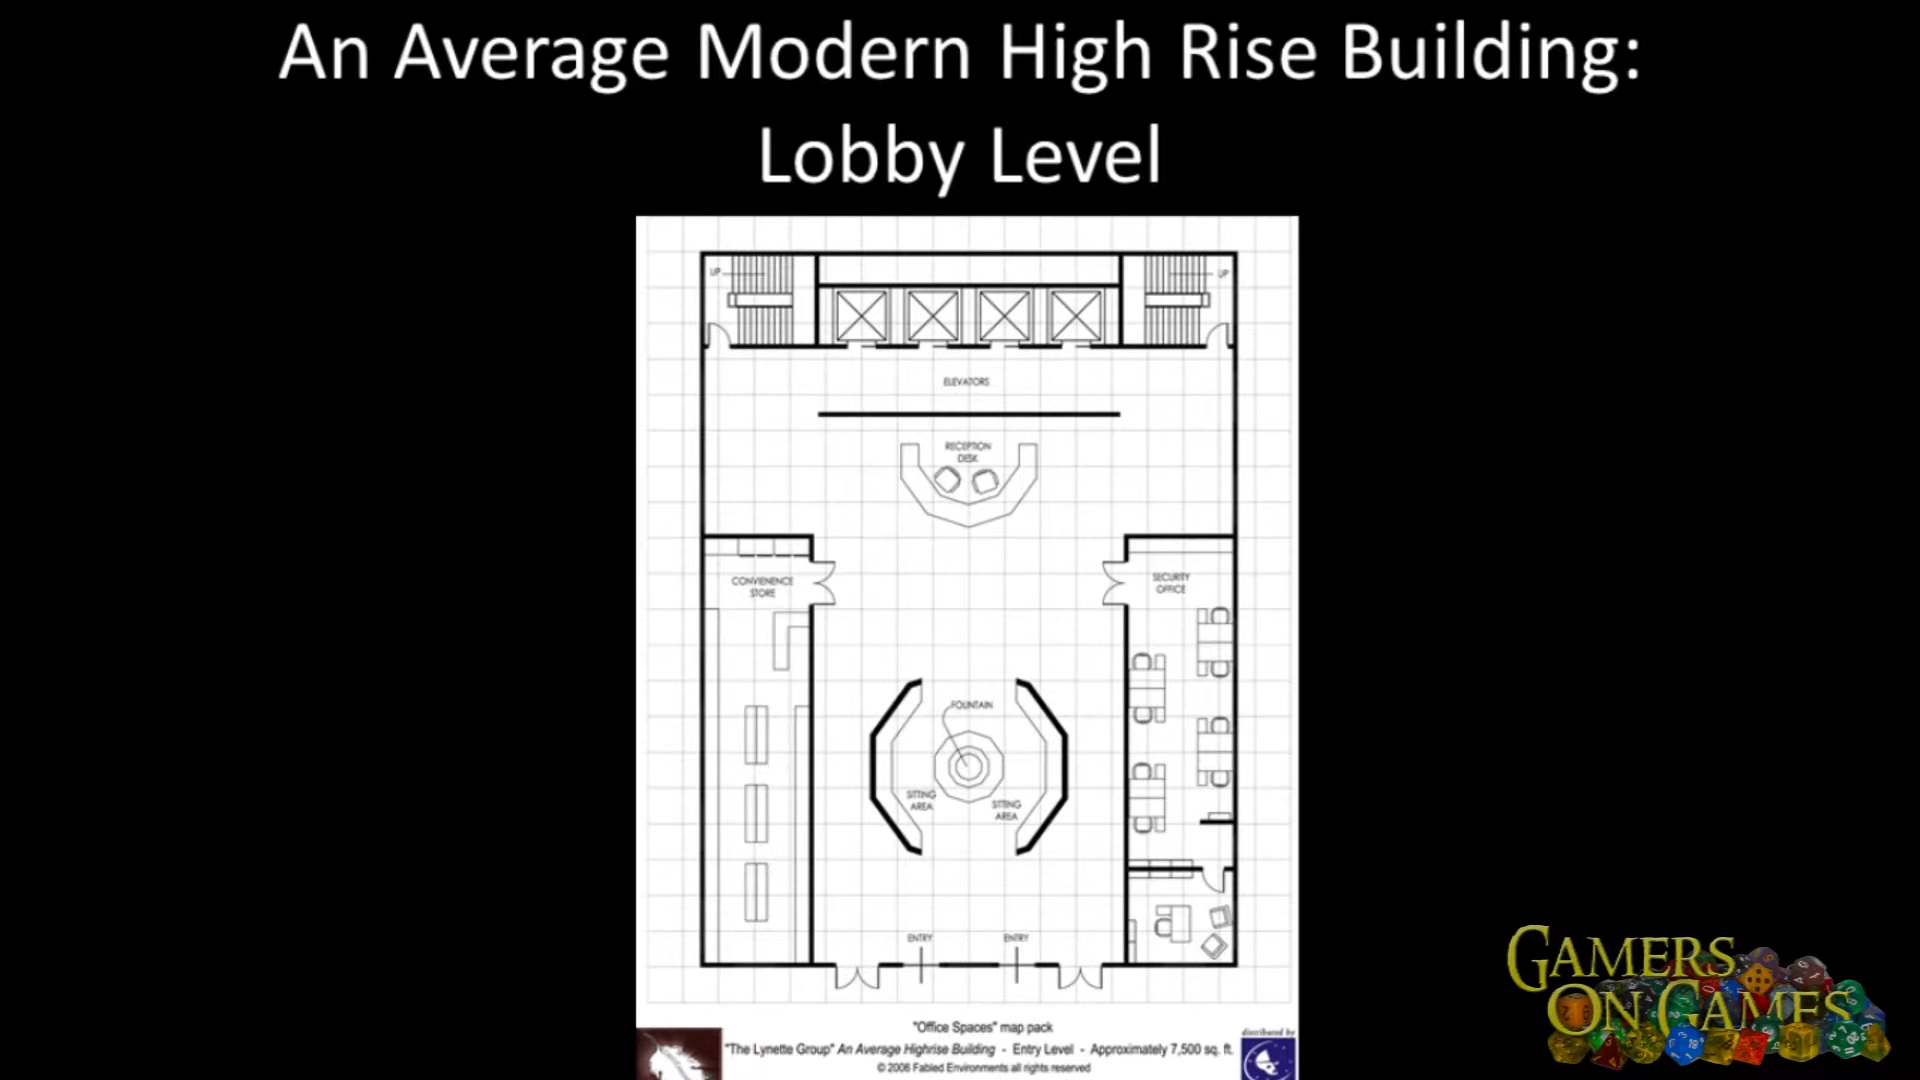 An Average Modern High Rise Building:
Lobby Level
UP
UP
ELEVATORS
RECEPTION
DESK
CONVIENENCE
STORE
SECURITY
OFFICE
FOUNTAIN
SITTING
AREA
SITTING
AREA
ENTRY
ENTRY
"Office Spaces" map pack
distributed by
"The Lynette Group" An Average Highrise Building - Entry Level - Approximately 7,500 sq. ft.
© 2006 Fabled Environments all rights reserved
GAMERS
ON GAMES